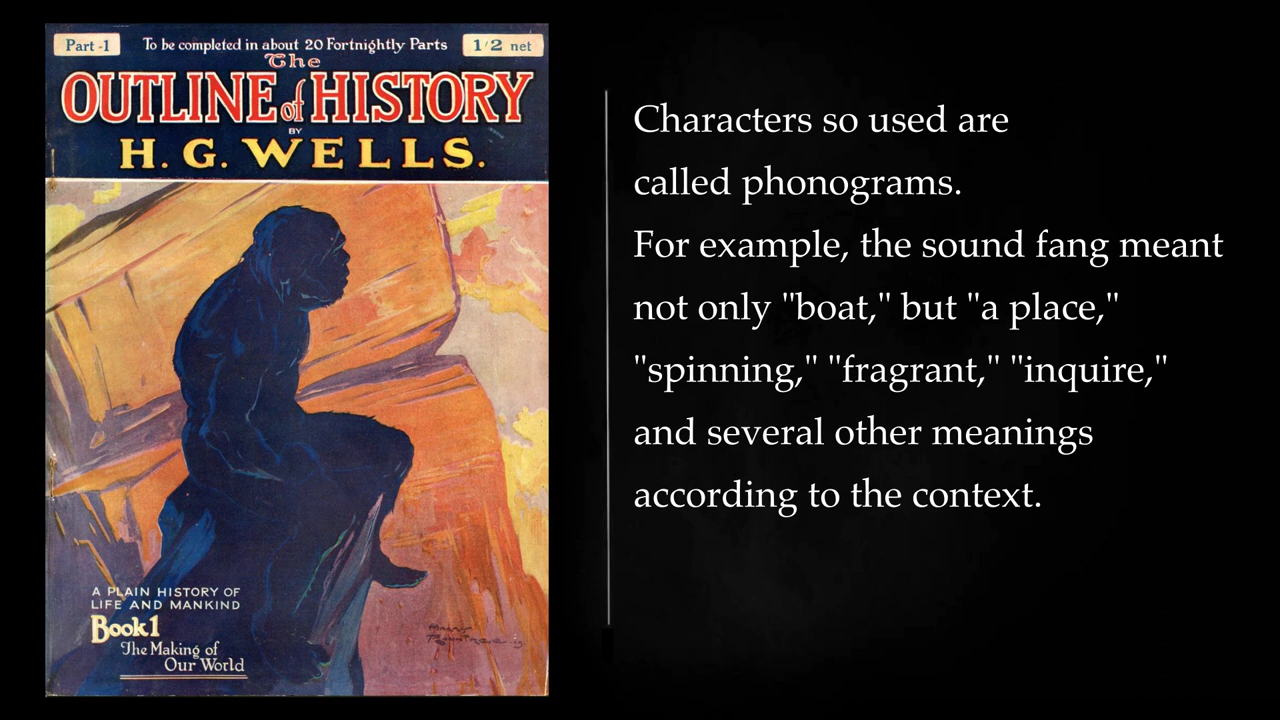 Part -1
To be completed in about 20 Fortnightly Parts
1/2 net
The
OUTLINE of HISTORY
BY
H. G. WELLS.
A PLAIN HISTORY OF
LIFE AND MANKIND
Book 1
The Making of
Our World
Characters so used are
called phonograms.
For example, the sound fang meant
not only "boat," but "a place,"
"spinning," "fragrant," "inquire,"
and several other meanings
according to the context.